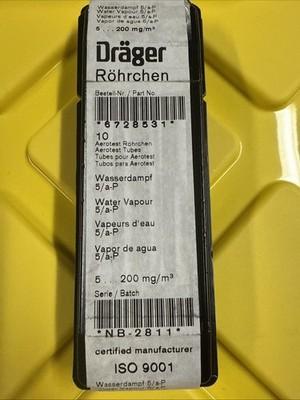 Wasserdampf 5/a-P
Water Vapour 5/a-P
Vapeurs d'eau 5/a-P
Vapor de agua 5/a-P
5 ... 200 mg/m³
Dräger
Röhrchen
Bestell-Nr. / Part No.
*6728531*
10
Aerotest Röhrchen
Aerotest Tubes
Tubes pour Aerotest
Tubos para Aerotest
Wasserdampf
5/a-P
Water Vapour
5/a-P
Vapeurs d'eau
5/a-P
Vapor de agua
5/a-P
5 ... 200 mg/m³
Serie / Batch
*NB-2811*
certified manufacturer
ISO 9001
Wasserdampf 5/a-P